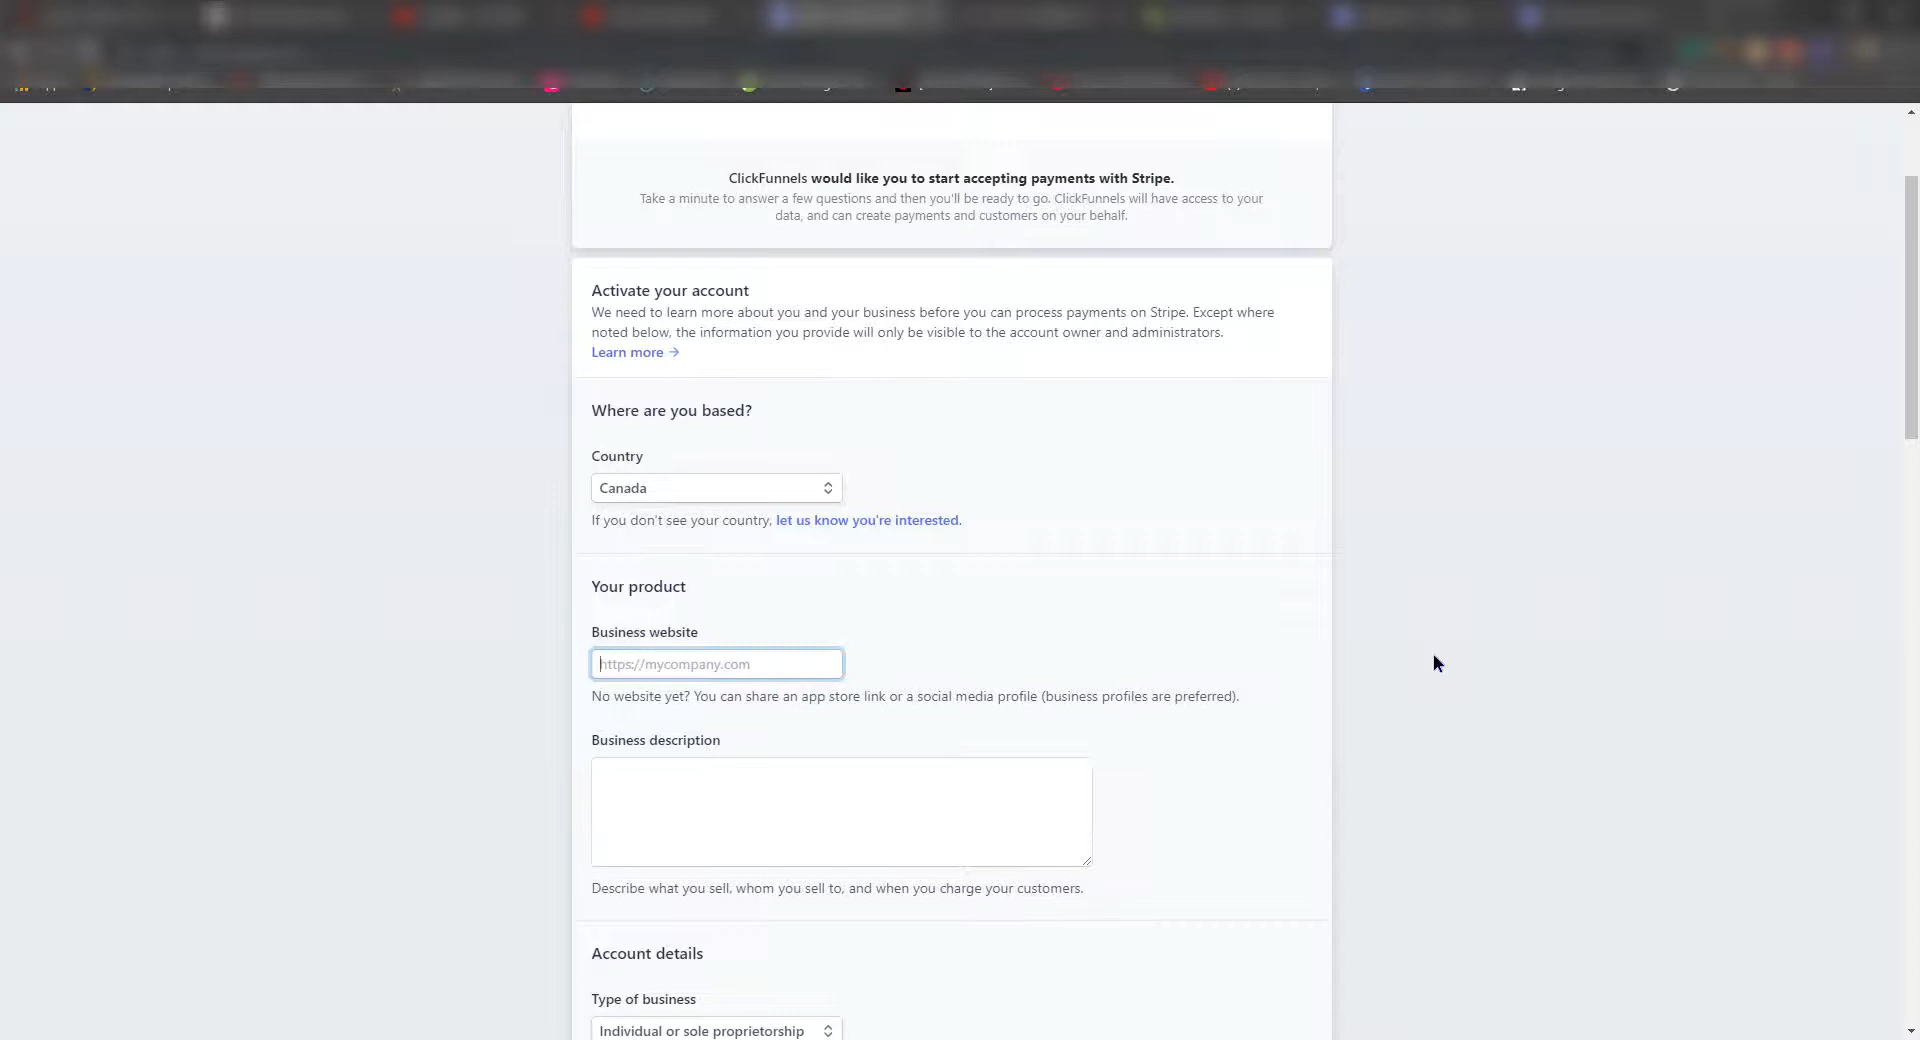 ClickFunnels would like you to start accepting payments with Stripe.
Take a minute to answer a few questions and then you'll be ready to go. ClickFunnels will have access to your
data, and can create payments and customers on your behalf.
Activate your account
We need to learn more about you and your business before you can process payments on Stripe. Except where
noted below, the information you provide will only be visible to the account owner and administrators.
Learn more →
Where are you based?
Country
Canada
If you don't see your country, let us know you're interested.
Your product
Business website
https://mycompany.com
No website yet? You can share an app store link or a social media profile (business profiles are preferred).
Business description
Describe what you sell, whom you sell to, and when you charge your customers.
Account details
Type of business
Individual or sole proprietorship